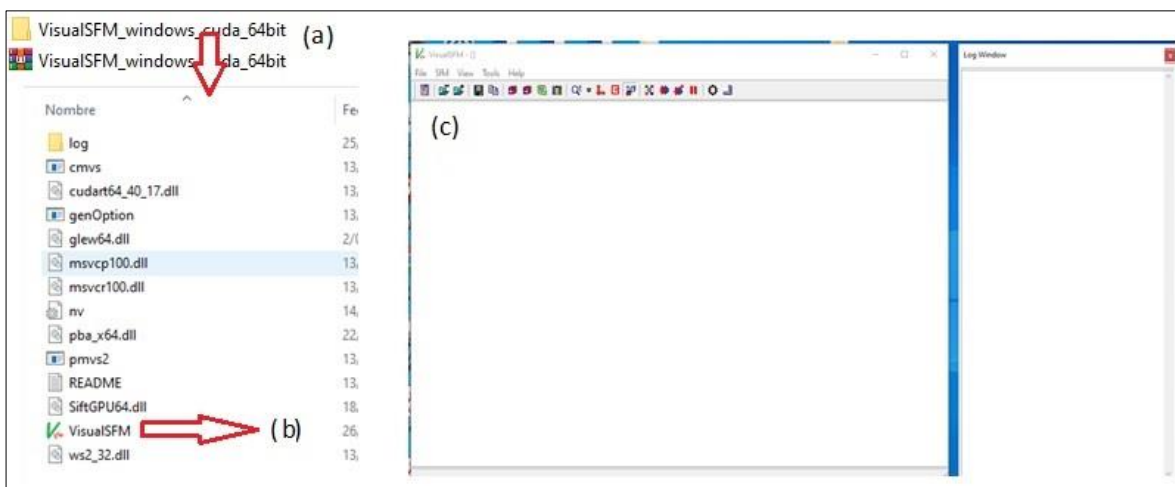 VisualSFM_windows_cuda_64bit (a)
VisualSFM_windows_cuda_64bit
Nombre Fe
log 25,
cmvs 13,
cudart64_40_17.dll 13,
genOption 13,
glew64.dll 2/(
msvcp100.dll 13,
msvcr100.dll 13,
nv 14,
pba_x64.dll 22,
pmvs2 13,
README 13,
SiftGPU64.dll 18,
VisualSFM (b) 26,
ws2_32.dll 13,
VisualSFM - []
File SfM View Tools Help
(c)
Log Window